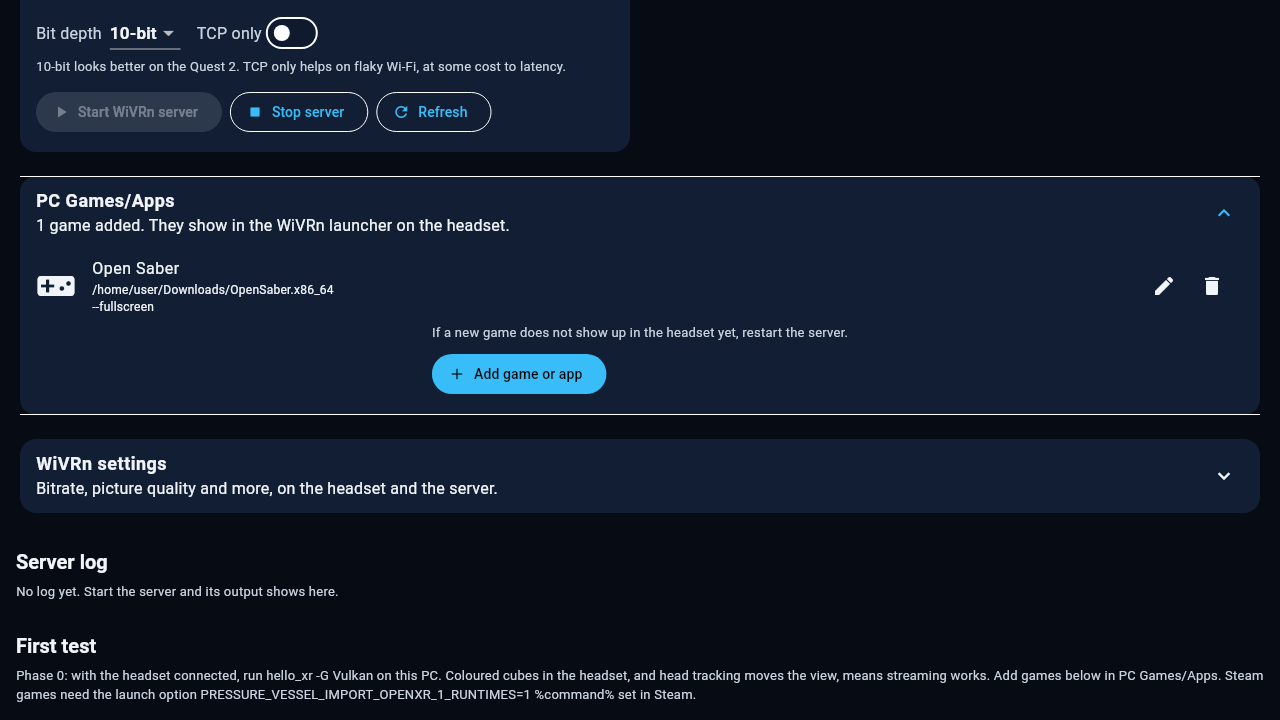 Bit depth 10-bit TCP only
10-bit looks better on the Quest 2. TCP only helps on flaky Wi-Fi, at some cost to latency.
Start WiVRn server Stop server Refresh
PC Games/Apps
1 game added. They show in the WiVRn launcher on the headset.
Open Saber
/home/user/Downloads/OpenSaber.x86_64
--fullscreen
If a new game does not show up in the headset yet, restart the server.
Add game or app
WiVRn settings
Bitrate, picture quality and more, on the headset and the server.
Server log
No log yet. Start the server and its output shows here.
First test
Phase 0: with the headset connected, run hello_xr -G Vulkan on this PC. Coloured cubes in the headset, and head tracking moves the view, means streaming works. Add games below in PC Games/Apps. Steam
games need the launch option PRESSURE_VESSEL_IMPORT_OPENXR_1_RUNTIMES=1 %command% set in Steam.